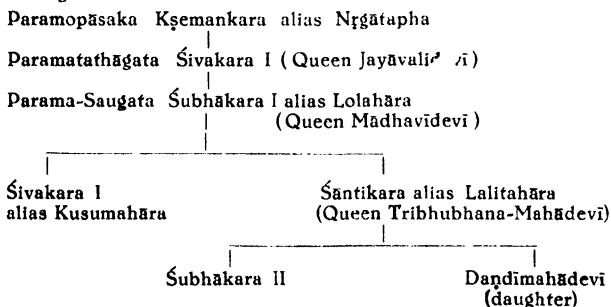 Paramopāsaka Kṣemankara alias Nṛgātapha
Paramatathāgata Śivakara I (Queen
Parama-Saugata Śubhākara I alias Lolahāra
(Queen Mādhavīdevī)
Śivakara I Śāntikara alias Lalitahāra
alias Kusumahāra (Queen Tribhubhana-Mahādevī)
Śubhākara II Daṇḍīmahādevī
(daughter)